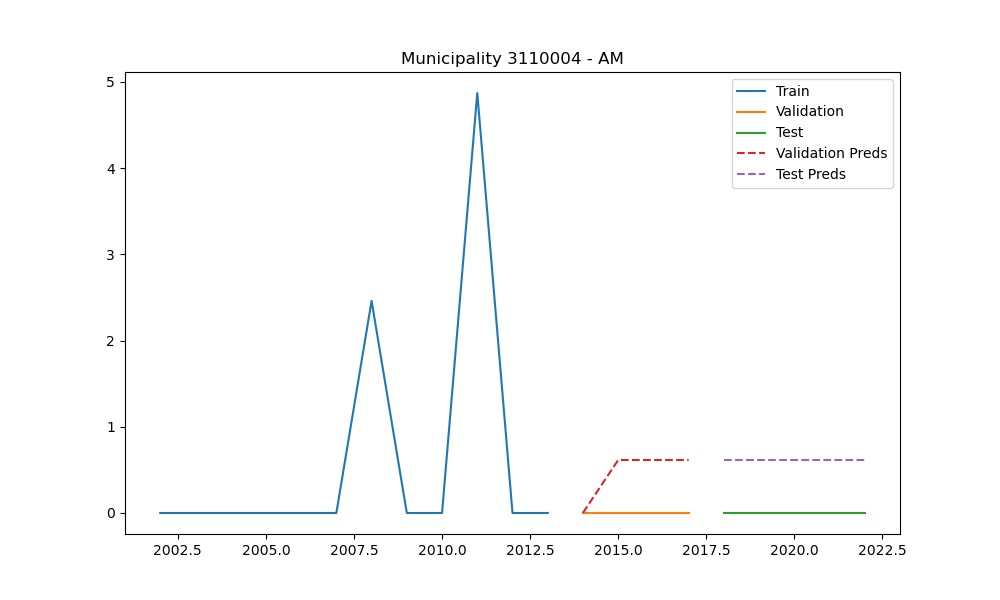 Municipality 3110004 - AM
5
4
3
2
1
0
Train
Validation
Test
Validation Preds
Test Preds
2002.5 2005.0 2007.5 2010.0 2012.5 2015.0 2017.5 2020.0 2022.5